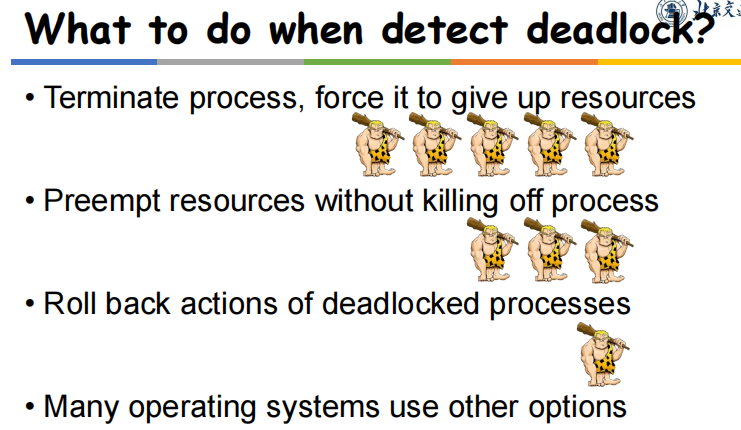 What to do when detect deadlock?
• Terminate process, force it to give up resources
• Preempt resources without killing off process
• Roll back actions of deadlocked processes
• Many operating systems use other options